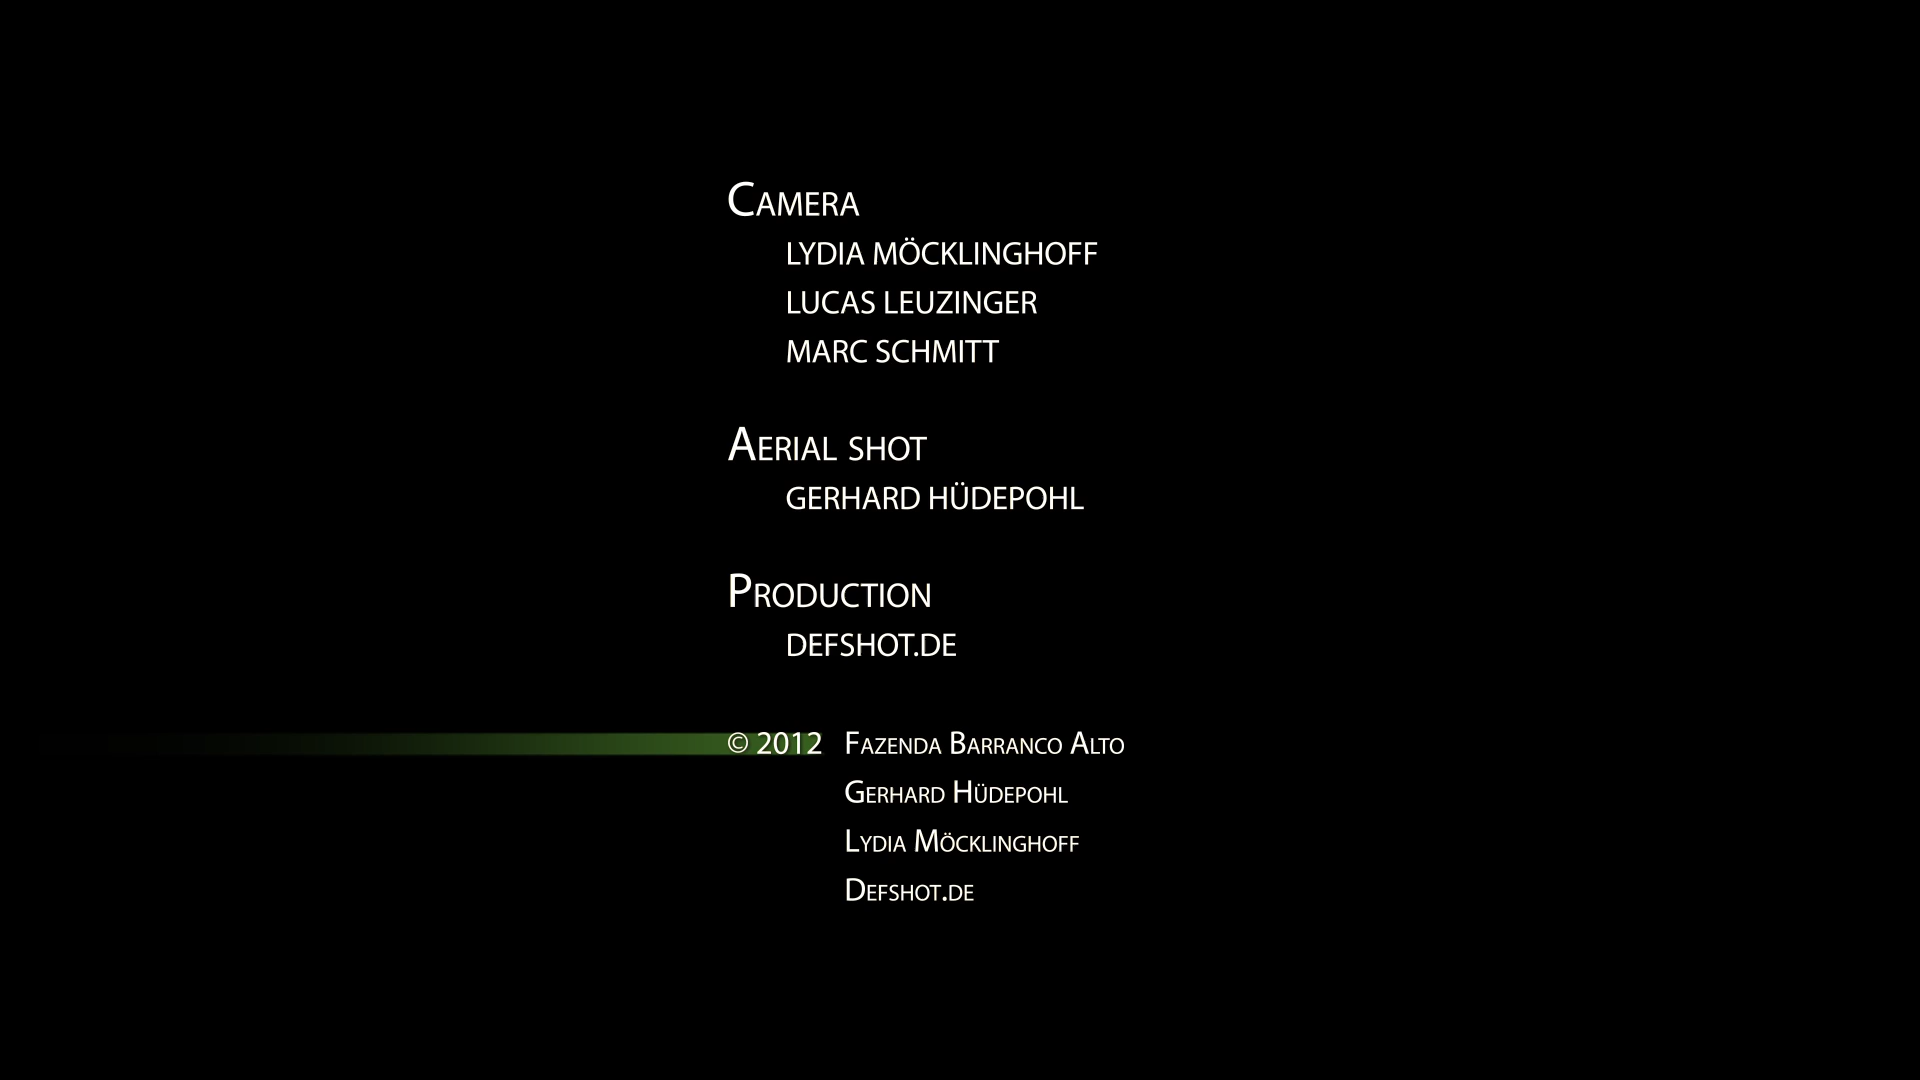 Camera
LYDIA MÖCKLINGHOFF
LUCAS LEUZINGER
MARC SCHMITT
Aerial shot
GERHARD HÜDEPOHL
Production
DEFSHOT.DE
© 2012 Fazenda Barranco Alto
Gerhard Hüdepohl
Lydia Möcklinghoff
Defshot.de